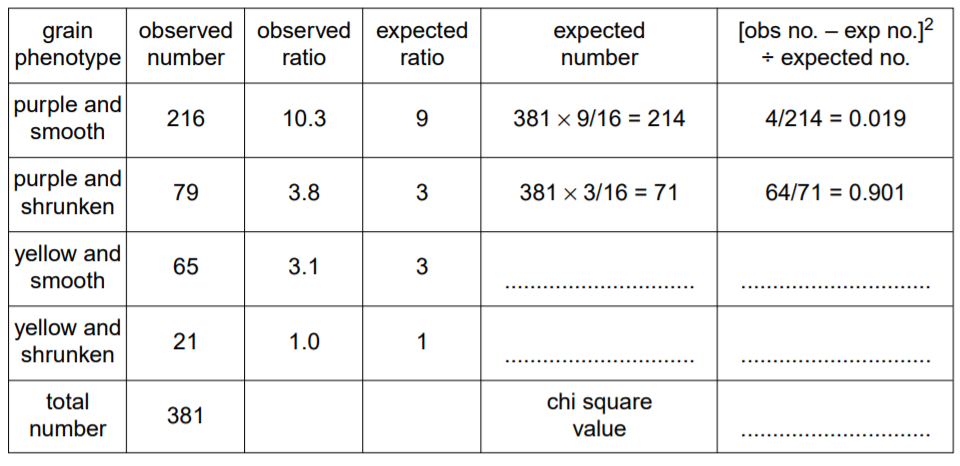 grain phenotype | observed number | observed ratio | expected ratio | expected number | [obs no. – exp no.]² ÷ expected no.
purple and smooth | 216 | 10.3 | 9 | 381 × 9/16 = 214 | 4/214 = 0.019
purple and shrunken | 79 | 3.8 | 3 | 381 × 3/16 = 71 | 64/71 = 0.901
yellow and smooth | 65 | 3.1 | 3 | ............................. | .............................
yellow and shrunken | 21 | 1.0 | 1 | ............................. | .............................
total number | 381 | | | chi square value | .............................